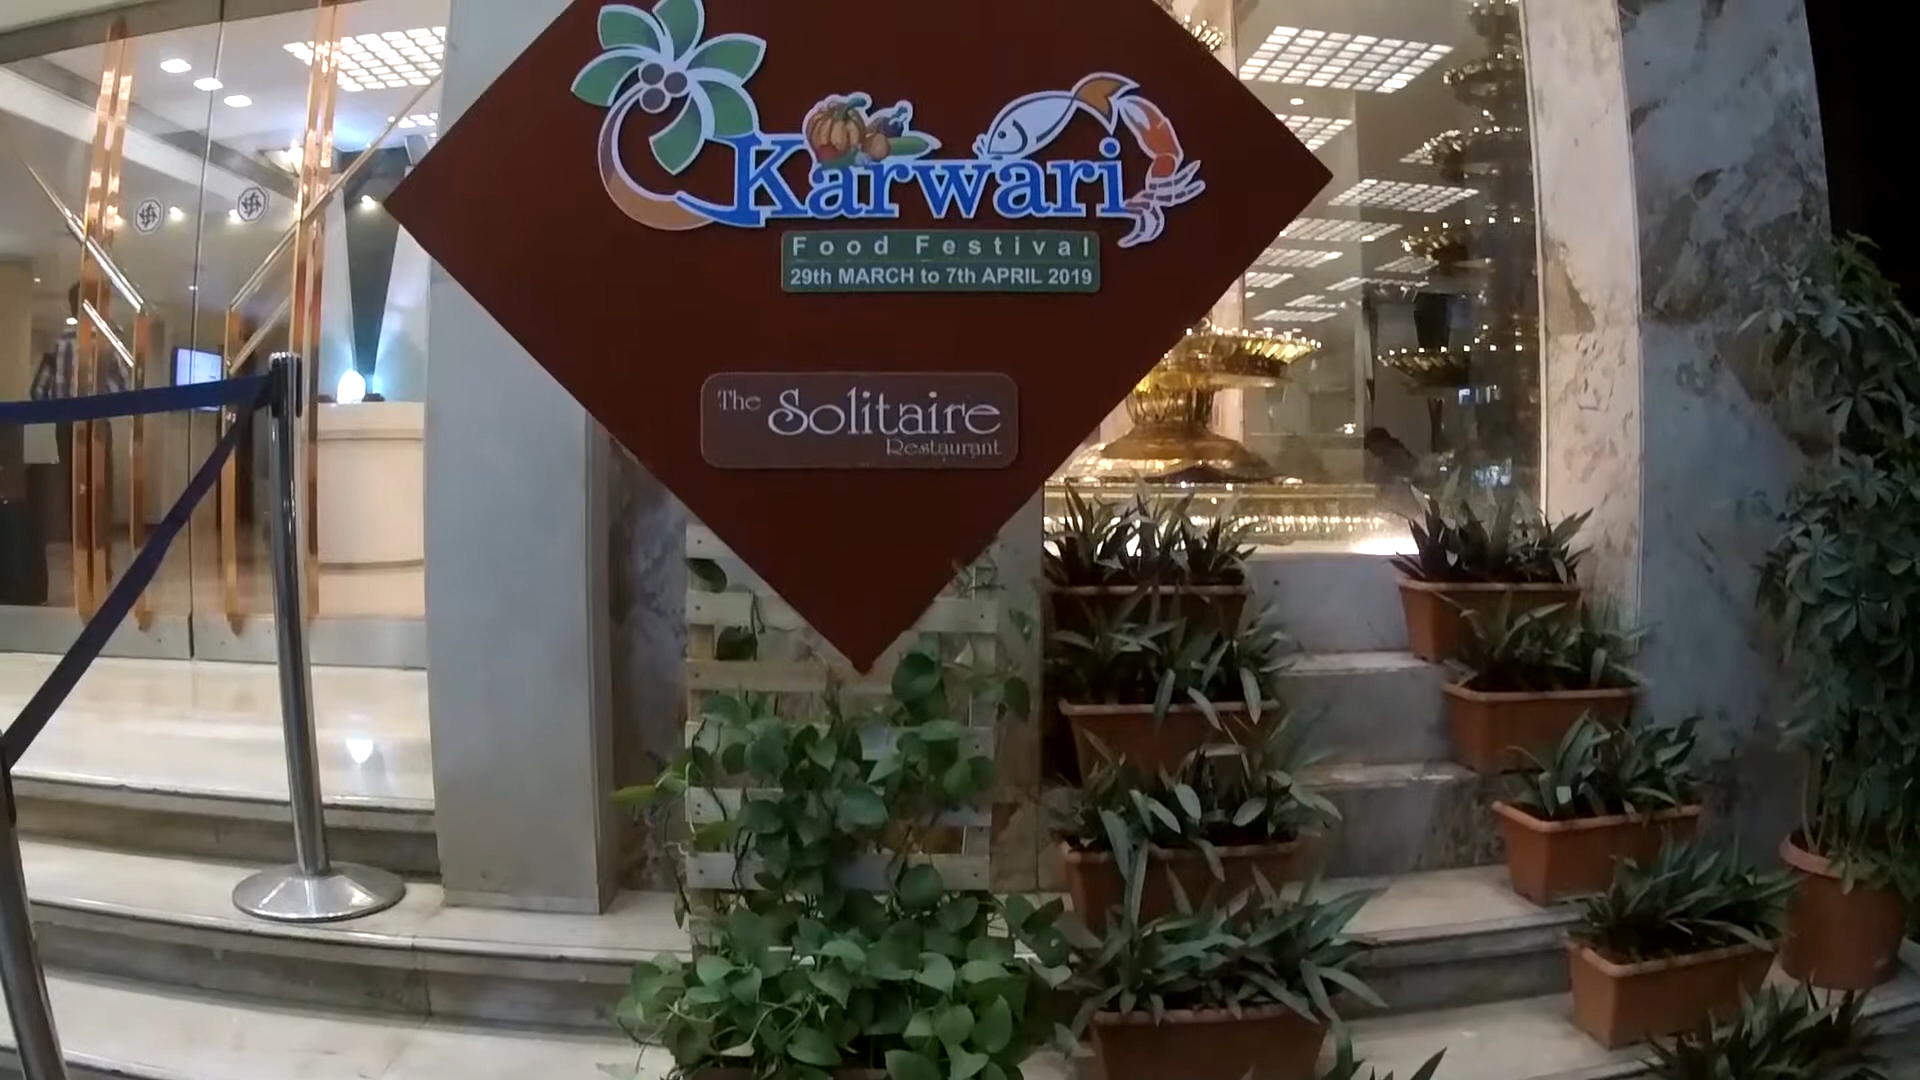 Karwari
Food Festival
29th MARCH to 7th APRIL 2019
The Solitaire
Restaurant